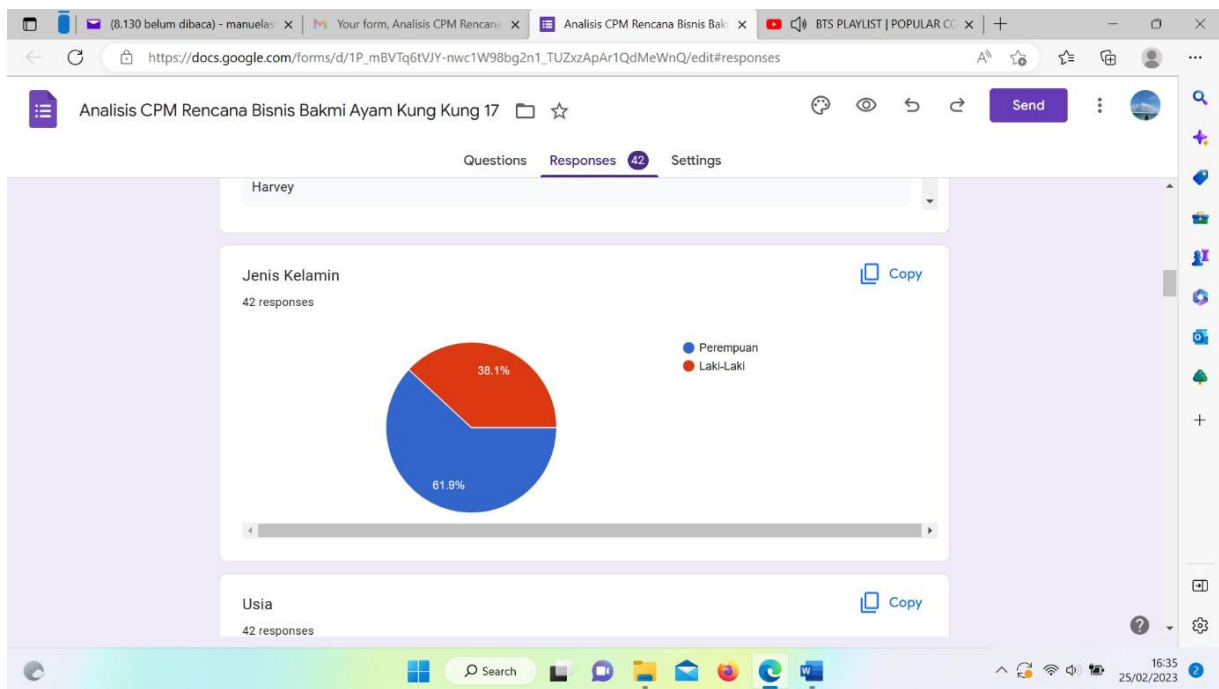 (8.130 belum dibaca) - manuelas
Your form, Analisis CPM Rencana
Analisis CPM Rencana Bisnis Bak
BTS PLAYLIST | POPULAR CO
https://docs.google.com/forms/d/1P_mBVTq6tVJY-nwc1W98bg2n1_TUZxzApAr1QdMeWnQ/edit#responses
Analisis CPM Rencana Bisnis Bakmi Ayam Kung Kung 17
Send
Questions Responses 42 Settings
Harvey
Jenis Kelamin
Copy
42 responses
Perempuan
Laki-Laki
38.1%
61.9%
Usia
Copy
42 responses
Search
16:35
25/02/2023
2